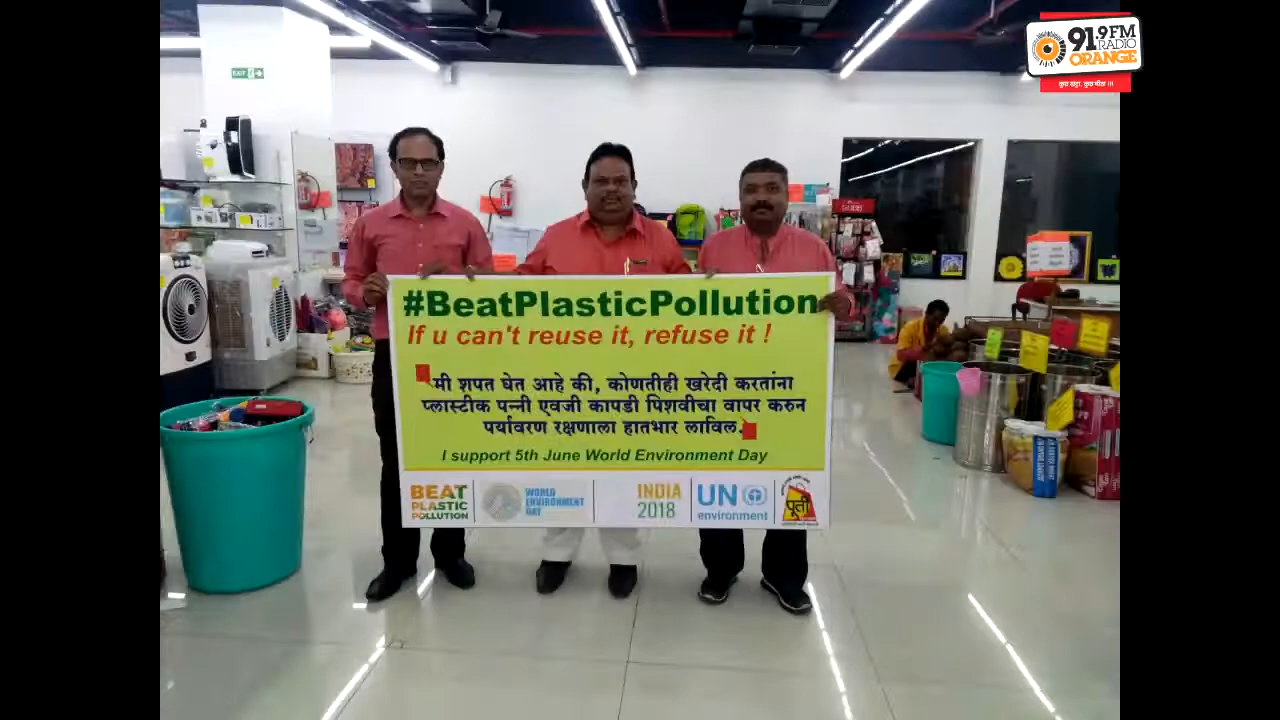 91.9FM
RADIO
ORANGE
कुछ खट्टा, कुछ मीठा !!!
EXIT
#BeatPlasticPollution
If u can't reuse it, refuse it !
मी शपत घेत आहे की, कोणतीही खरेदी करतांना
प्लास्टीक पन्नी एवजी कापडी पिशवीचा वापर करुन
पर्यावरण रक्षणाला हातभार लाविल.
I support 5th June World Environment Day
BEAT
PLASTIC
POLLUTION
WORLD
ENVIRONMENT
DAY
INDIA
2018
UN
environment
पूर्ती